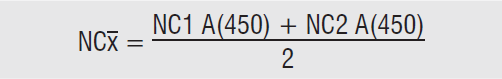 NCx̅ = NC1 A(450) + NC2 A(450)
2